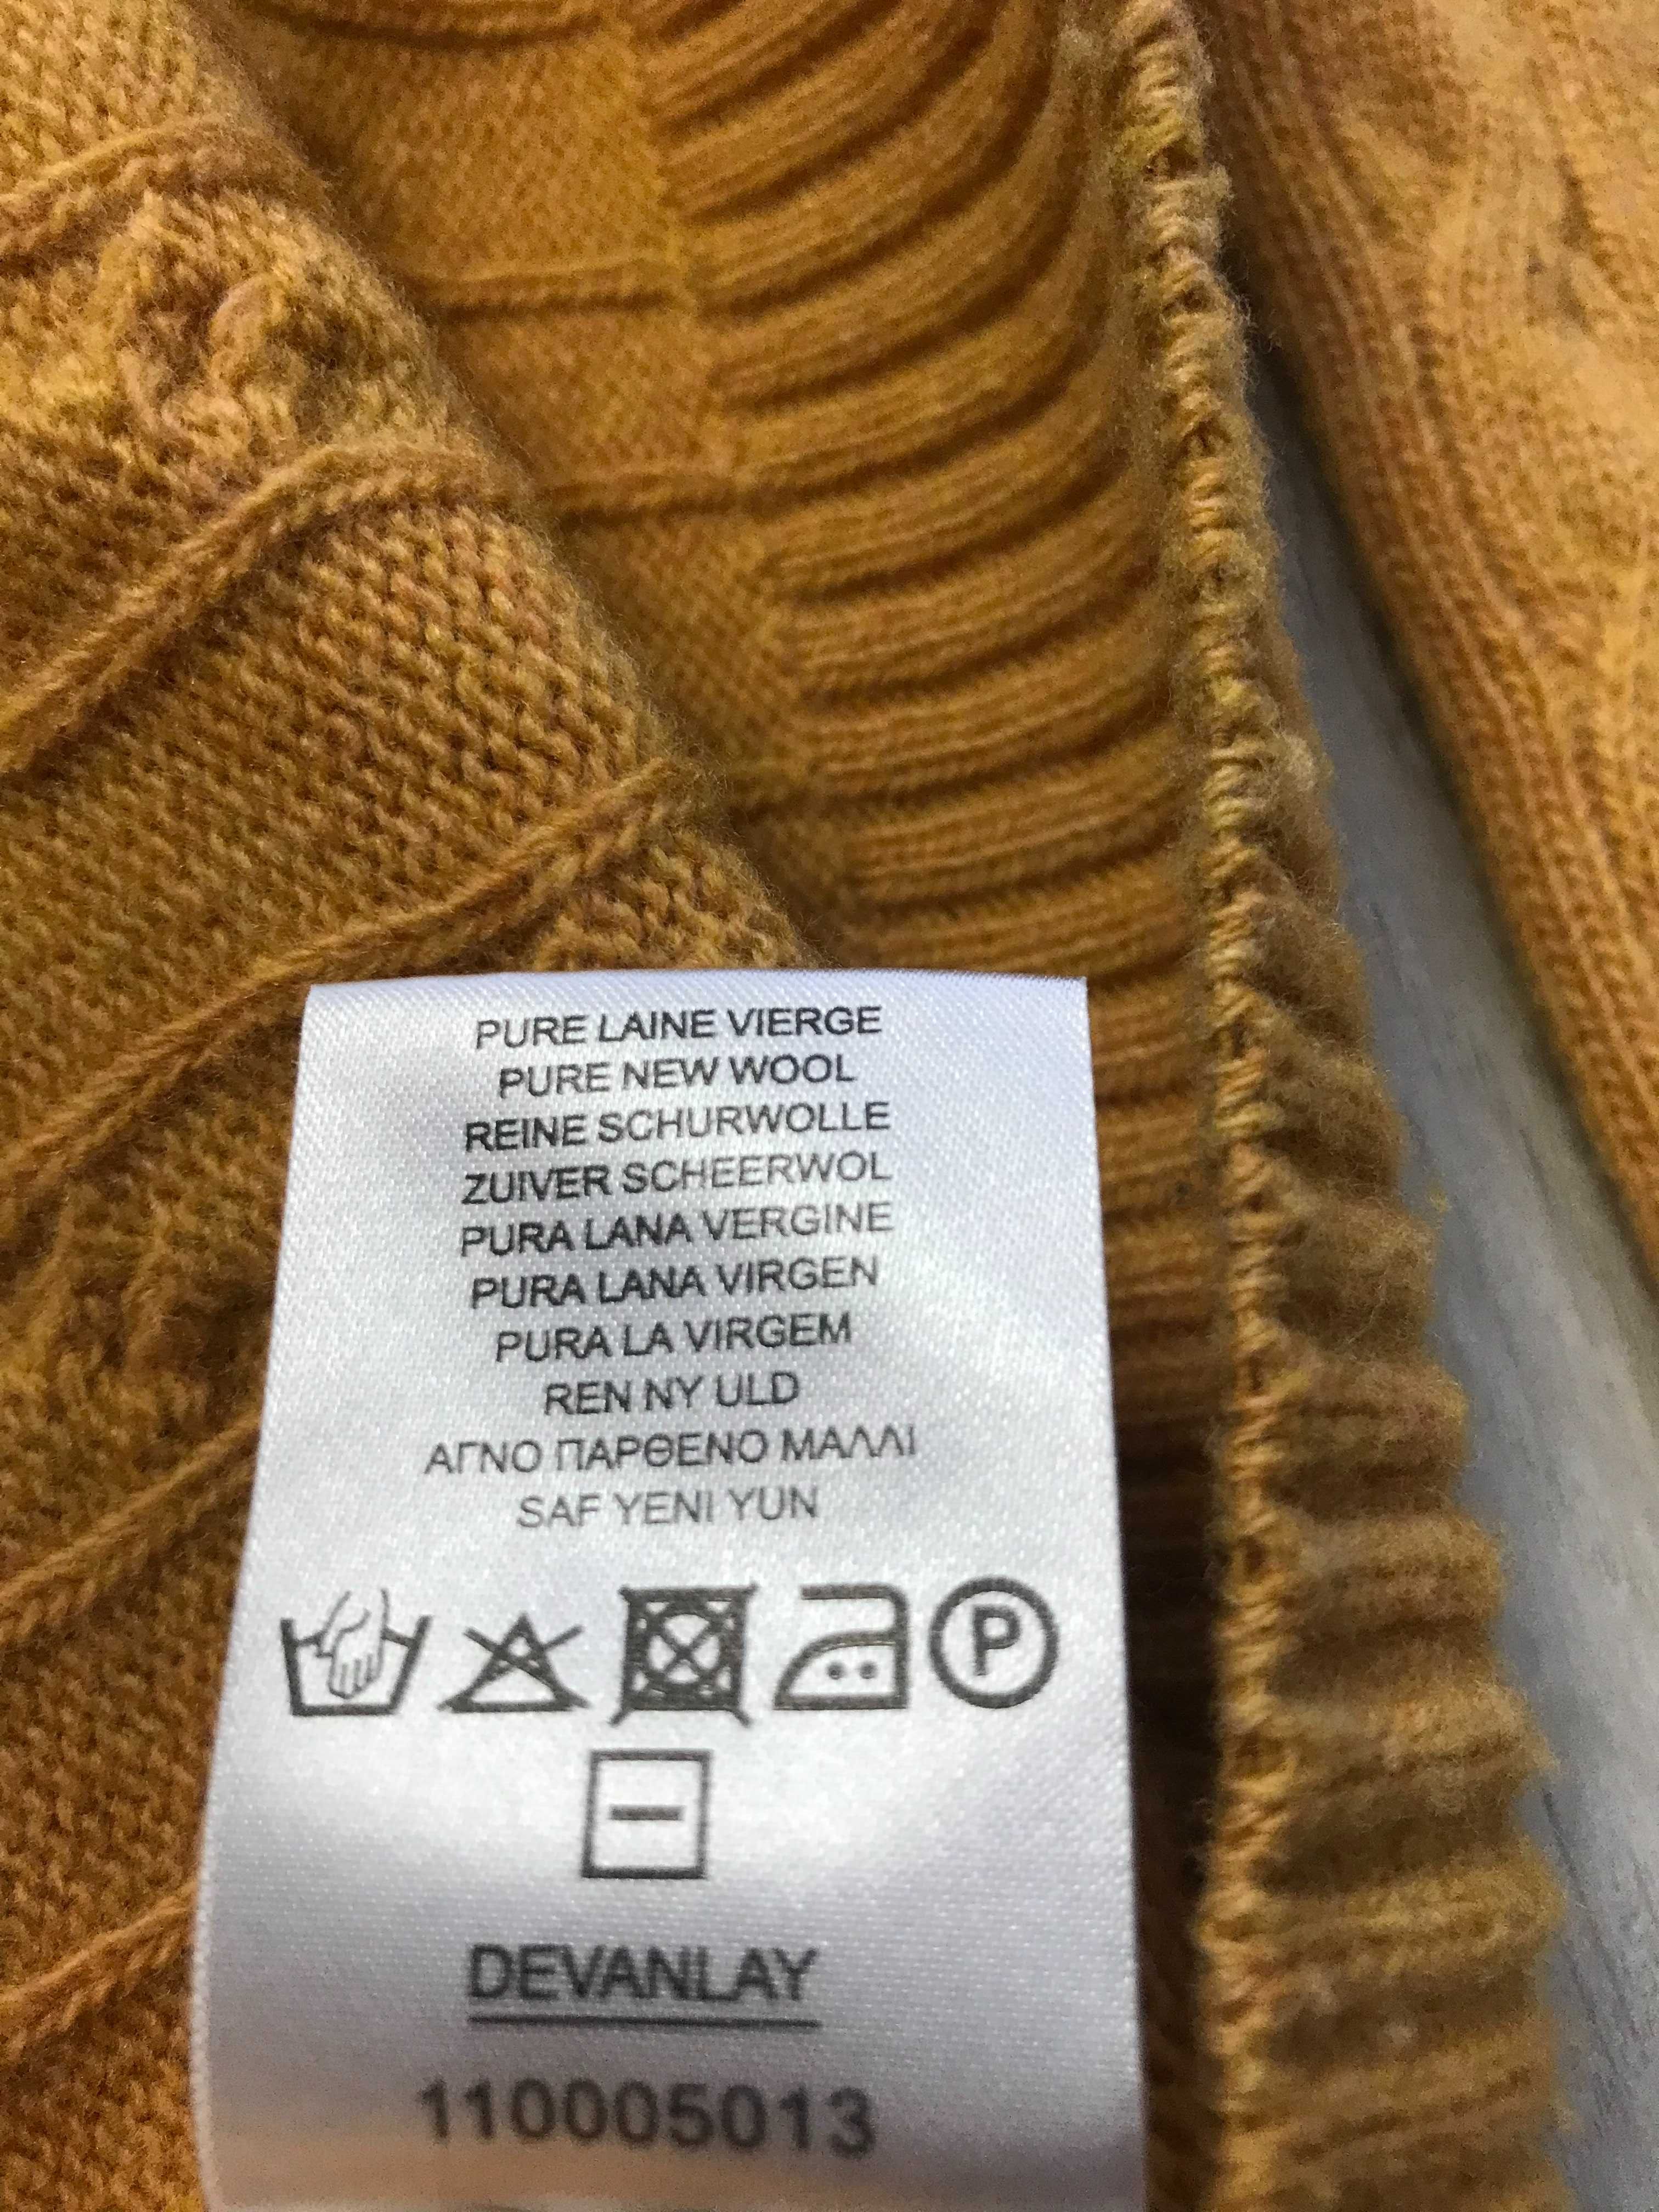 PURE LAINE VIERGE
PURE NEW WOOL
REINE SCHURWOLLE
ZUIVER SCHEERWOL
PURA LANA VERGINE
PURA LANA VIRGEN
PURA LA VIRGEM
REN NY ULD
ΑΓΝΟ ΠΑΡΘΕΝΟ ΜΑΛΛΙ
SAF YENI YUN
P
DEVANLAY
110005013